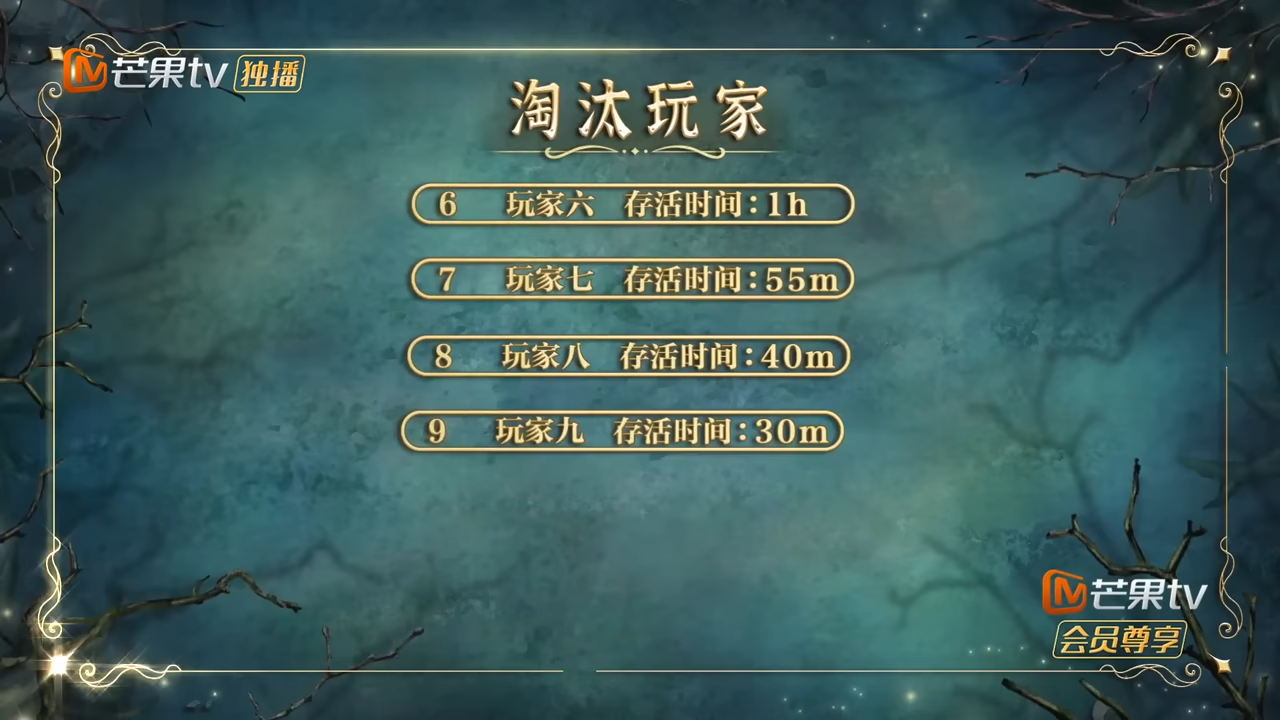 芒果tv 独播
淘汰玩家
6 玩家六 存活时间：1h
7 玩家七 存活时间：55m
8 玩家八 存活时间：40m
9 玩家九 存活时间：30m
芒果tv
会员尊享